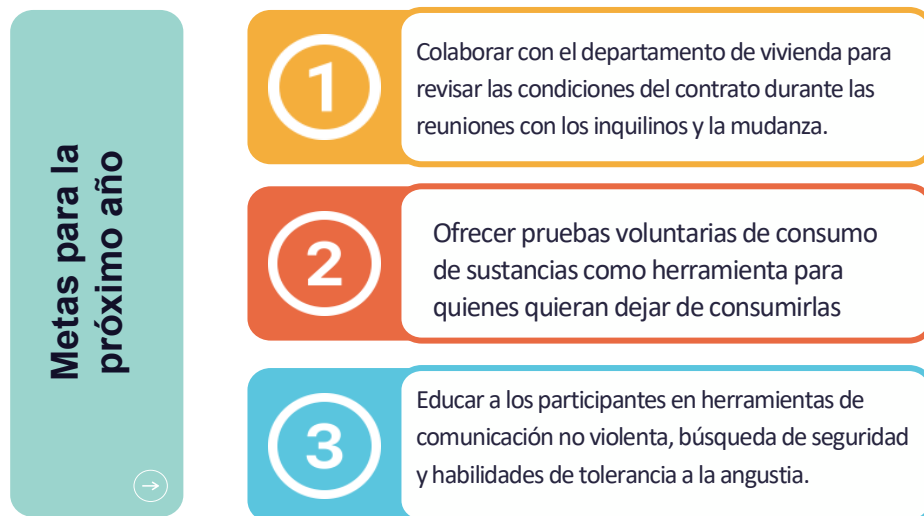 Metas para la
próximo año
1
Colaborar con el departamento de vivienda para
revisar las condiciones del contrato durante las
reuniones con los inquilinos y la mudanza.
2
Ofrecer pruebas voluntarias de consumo
de sustancias como herramienta para
quienes quieran dejar de consumirlas
3
Educar a los participantes en herramientas de
comunicación no violenta, búsqueda de seguridad
y habilidades de tolerancia a la angustia.